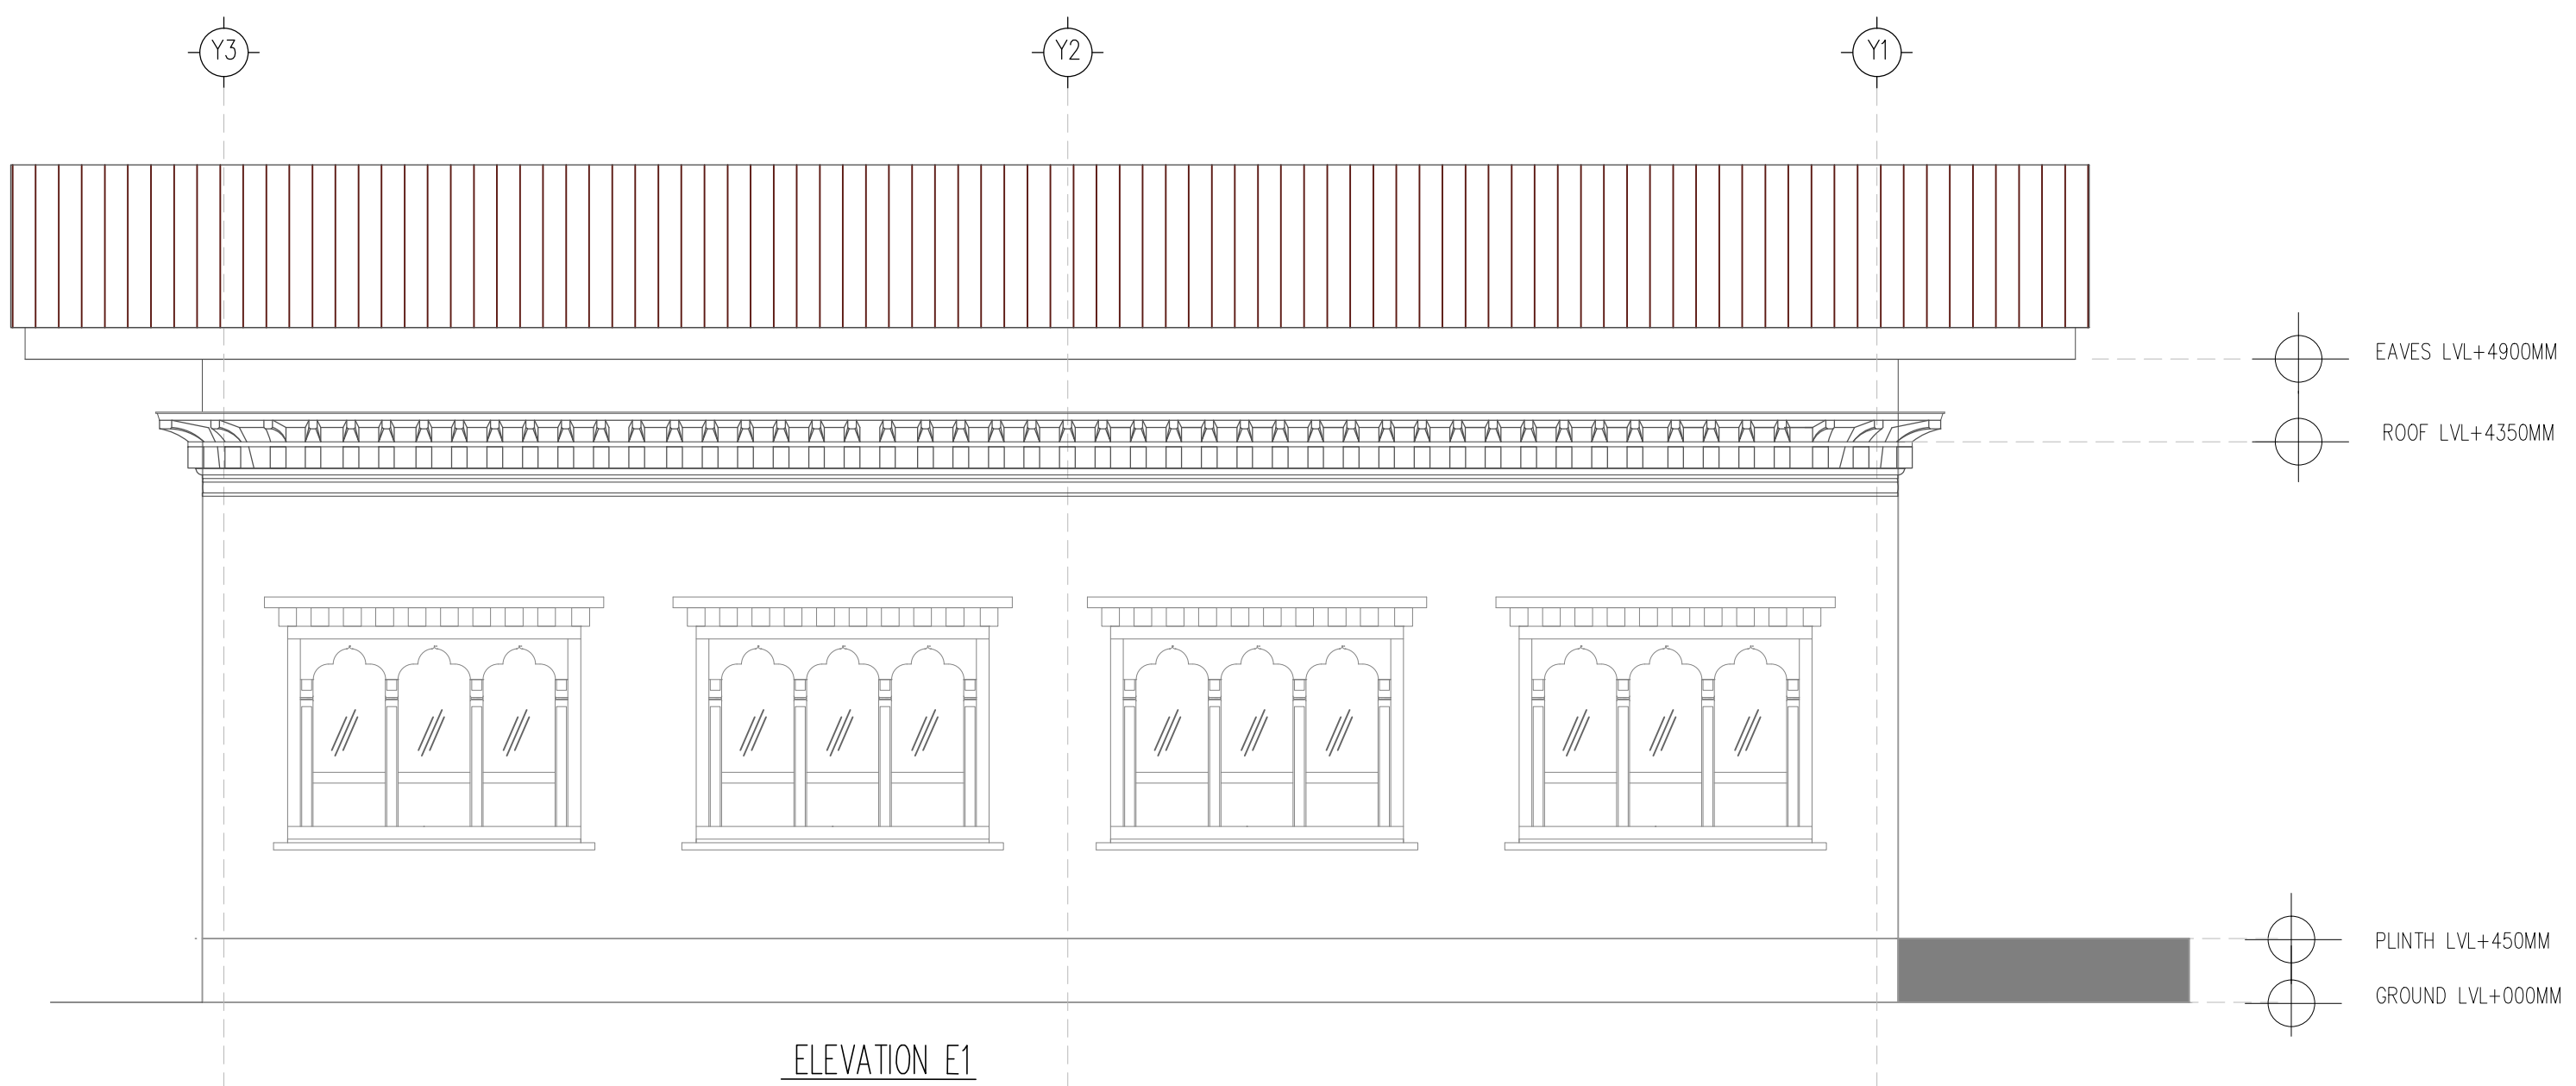 Y3
Y2
Y1
EAVES LVL+4900MM
ROOF LVL+4350MM
PLINTH LVL+450MM
GROUND LVL+000MM
ELEVATION E1